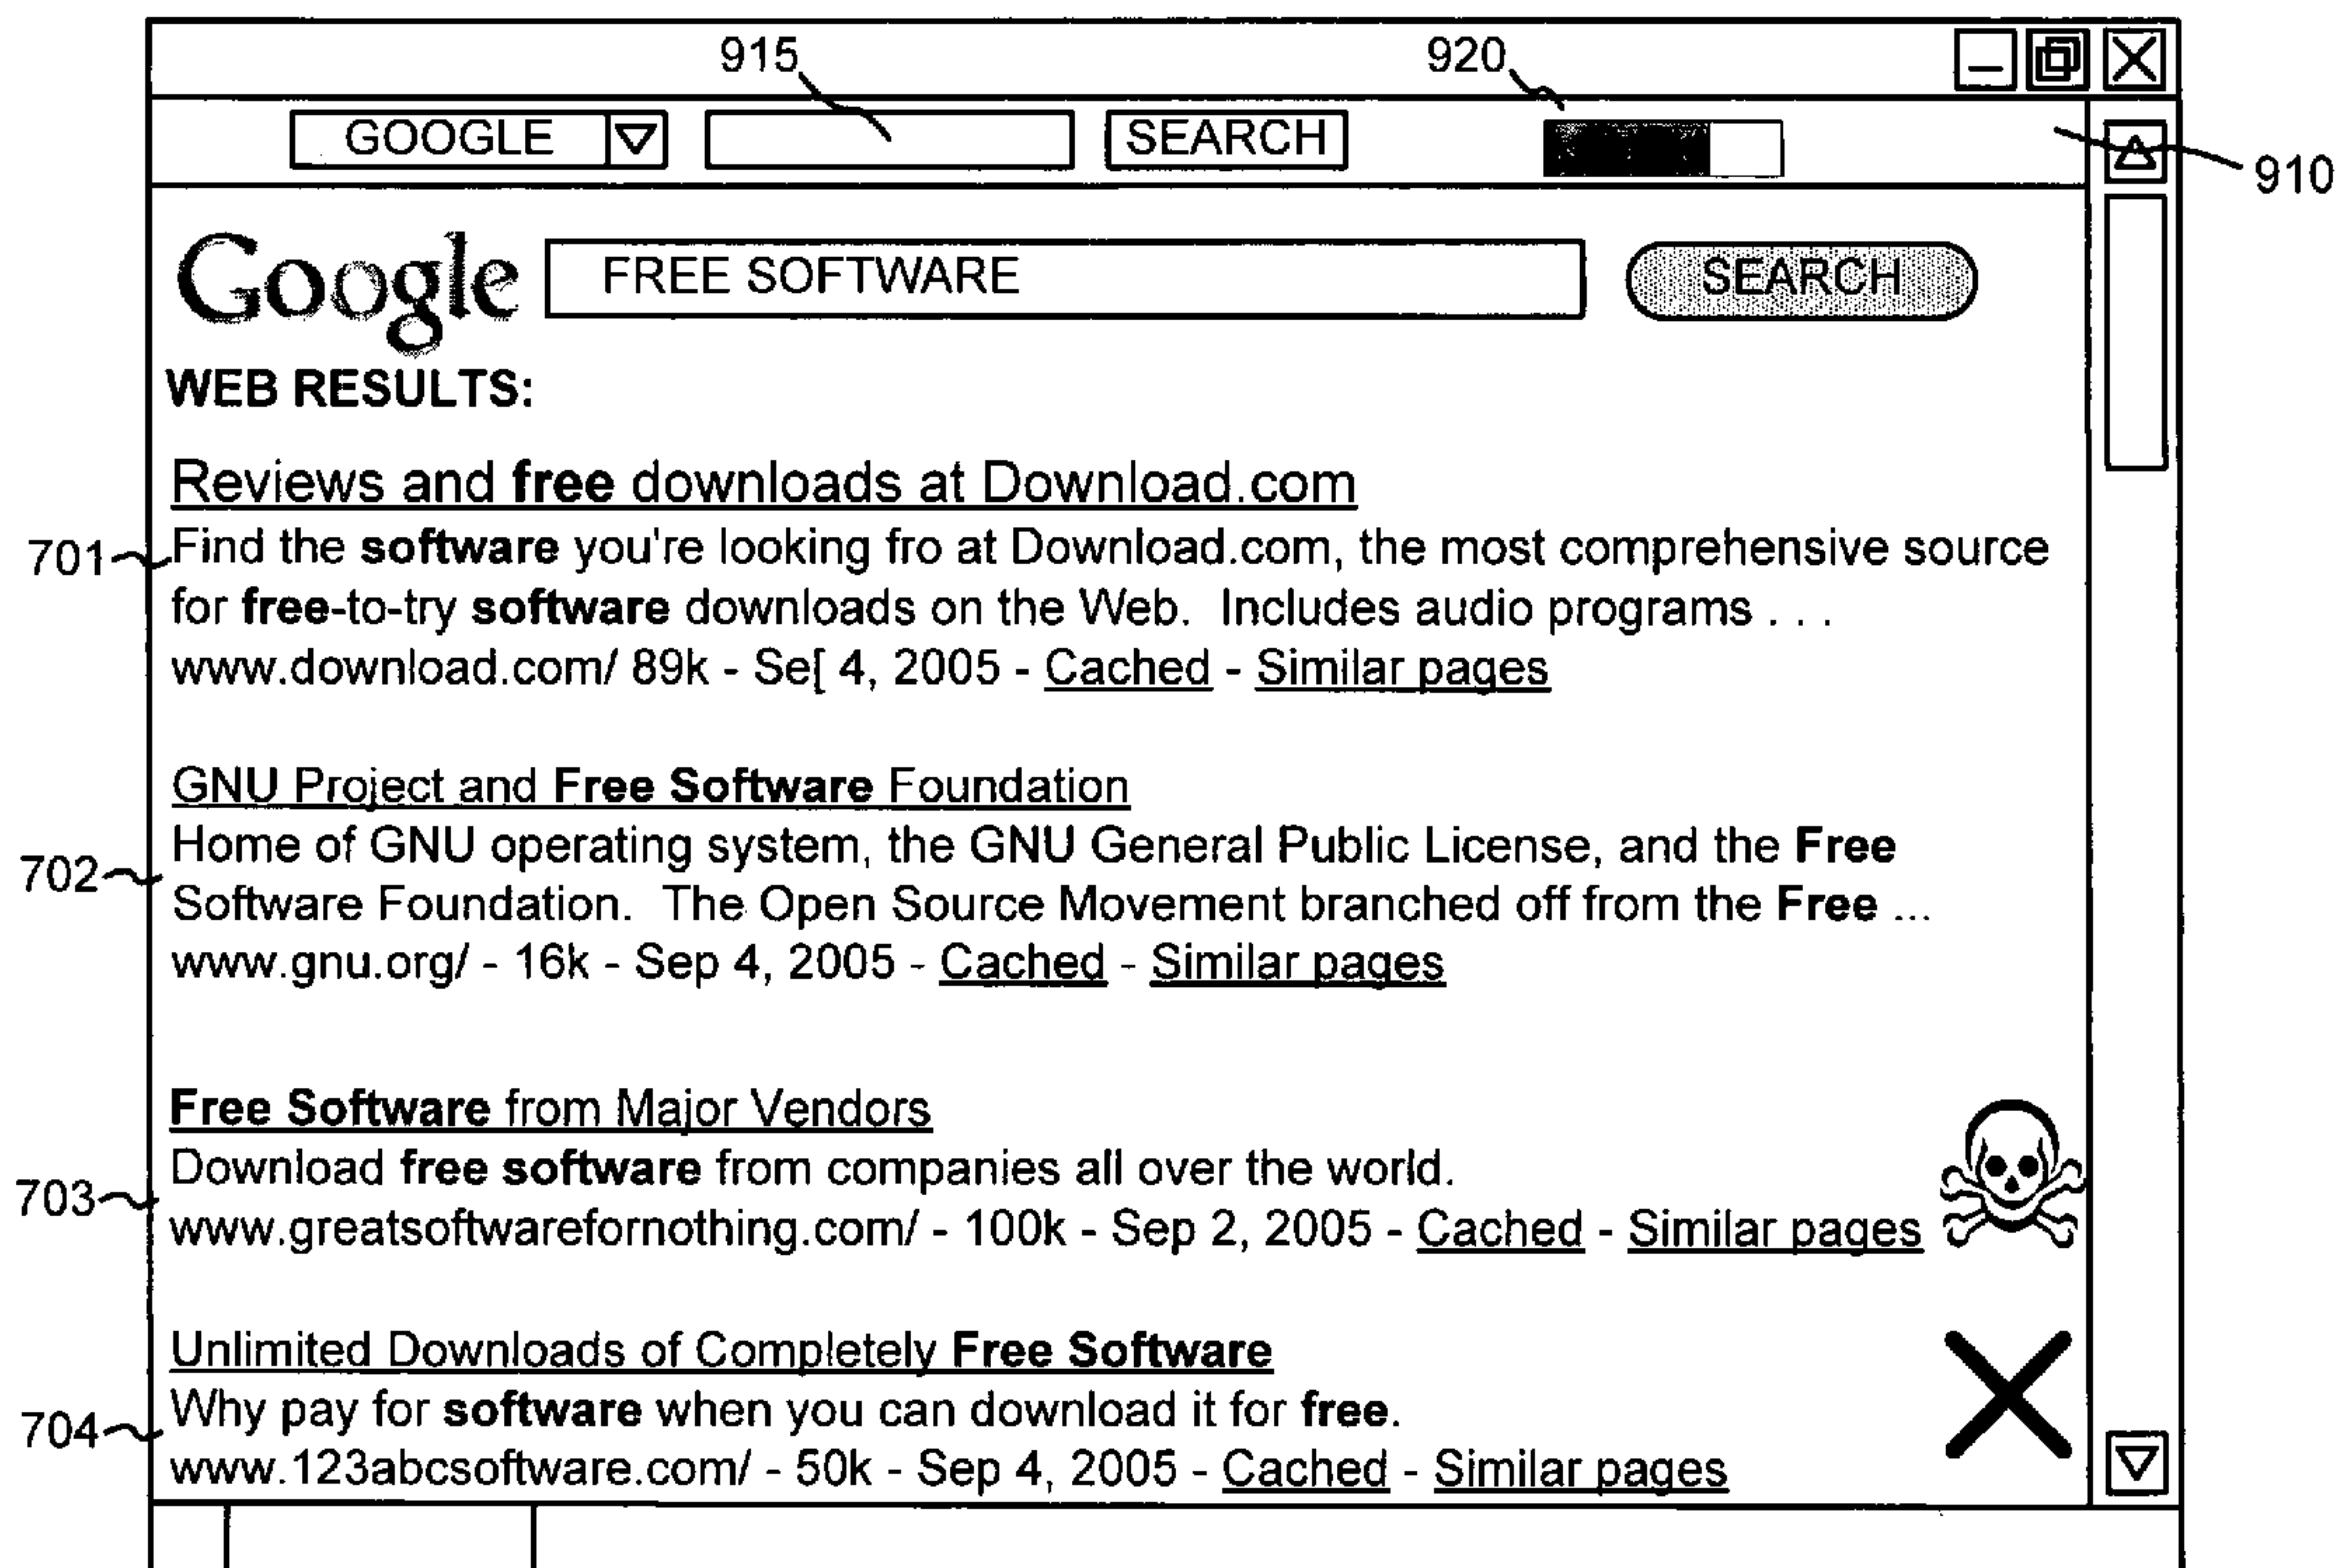 915
920
GOOGLE
SEARCH
910
Google
FREE SOFTWARE
SEARCH
WEB RESULTS:
Reviews and free downloads at Download.com
701
Find the software you're looking fro at Download.com, the most comprehensive source
for free-to-try software downloads on the Web. Includes audio programs . . .
www.download.com/ 89k - Se[ 4, 2005 - Cached - Similar pages
GNU Project and Free Software Foundation
702
Home of GNU operating system, the GNU General Public License, and the Free
Software Foundation. The Open Source Movement branched off from the Free ...
www.gnu.org/ - 16k - Sep 4, 2005 - Cached - Similar pages
Free Software from Major Vendors
Download free software from companies all over the world.
703
www.greatsoftwarefornothing.com/ - 100k - Sep 2, 2005 - Cached - Similar pages
Unlimited Downloads of Completely Free Software
Why pay for software when you can download it for free.
704
www.123abcsoftware.com/ - 50k - Sep 4, 2005 - Cached - Similar pages